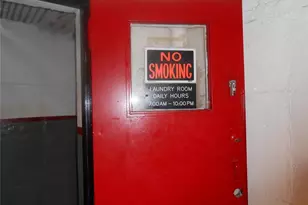 NO
SMOKING
LAUNDRY ROOM
DAILY HOURS
7:00AM - 10:00PM